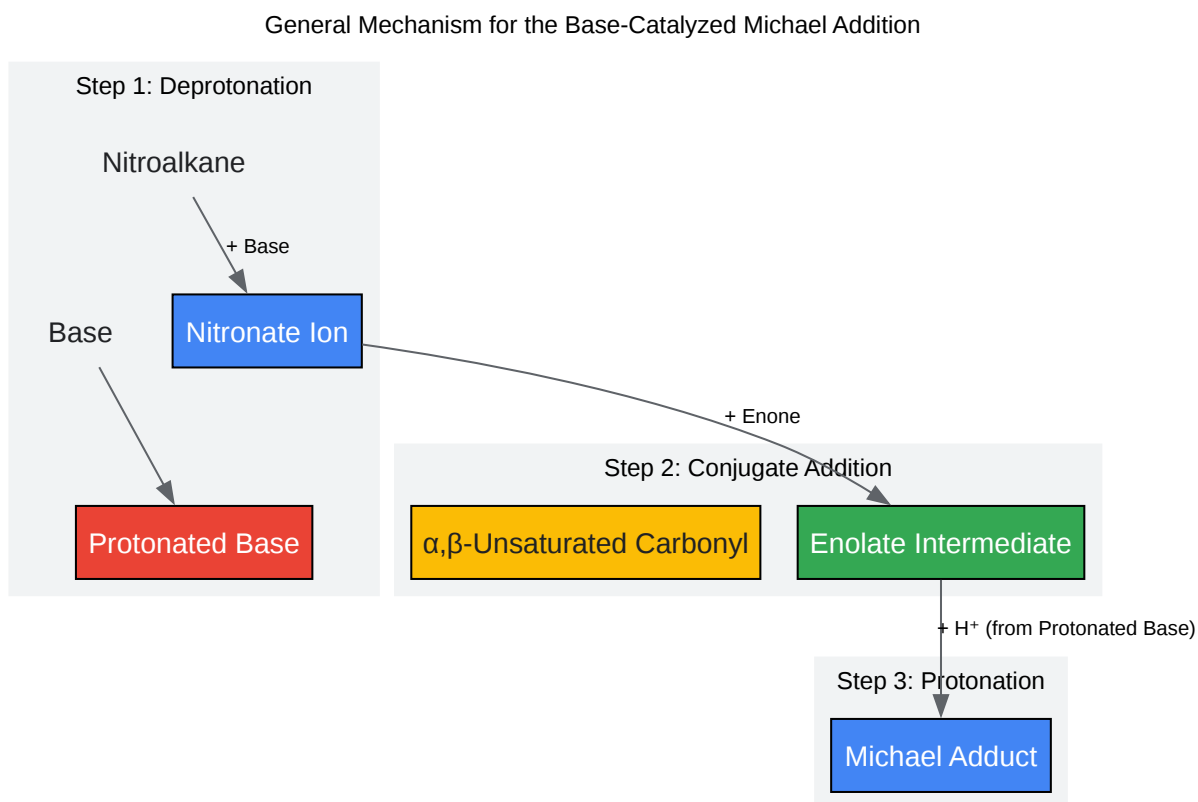 General Mechanism for the Base-Catalyzed Michael Addition
Step 1: Deprotonation
Nitroalkane
+ Base
Base
Nitronate Ion
Protonated Base
+ Enone
Step 2: Conjugate Addition
α,β-Unsaturated Carbonyl
Enolate Intermediate
+ H⁺ (from Protonated Base)
Step 3: Protonation
Michael Adduct